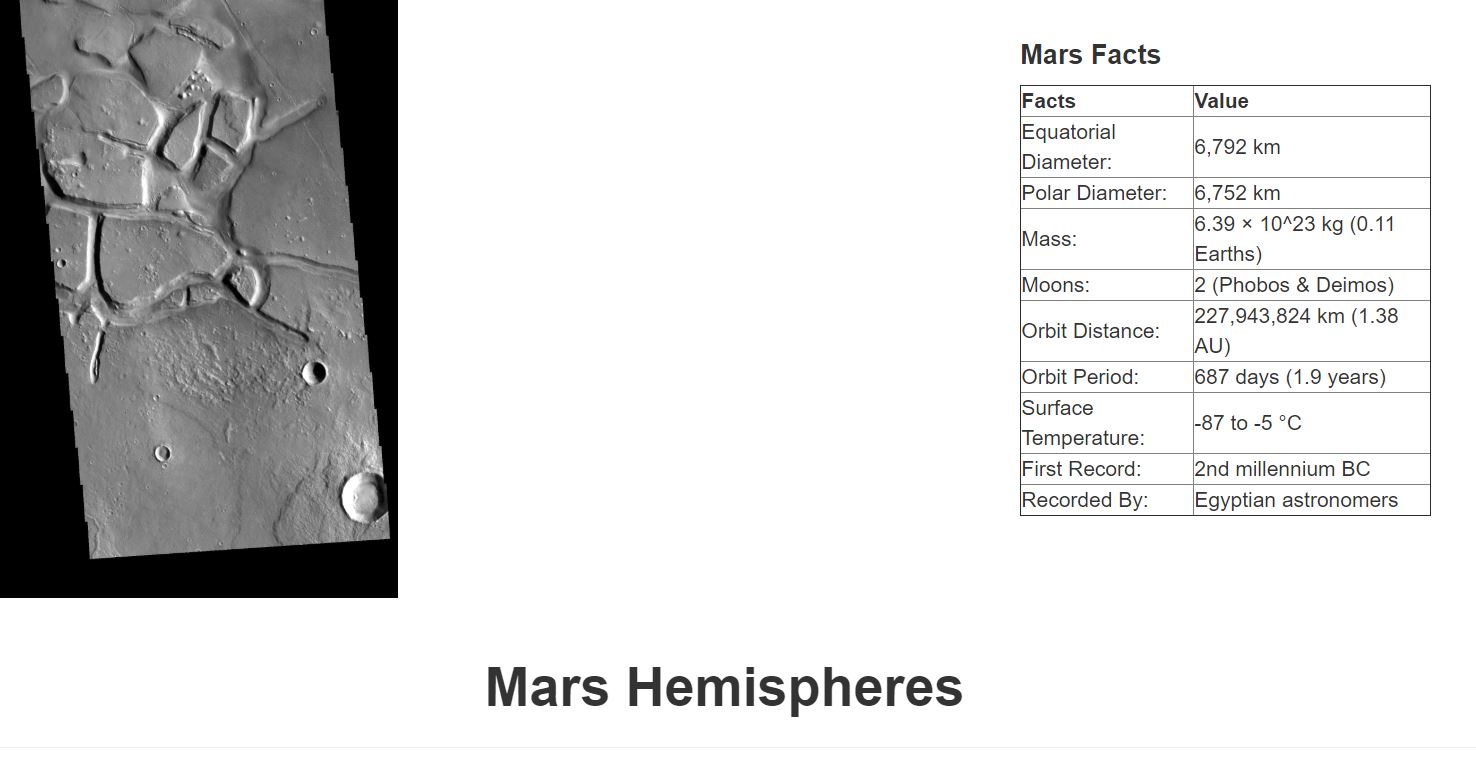 Mars Facts
Facts Value
Equatorial
Diameter: 6,792 km
Polar Diameter: 6,752 km
Mass: 6.39 × 10^23 kg (0.11
Earths)
Moons: 2 (Phobos & Deimos)
Orbit Distance: 227,943,824 km (1.38
AU)
Orbit Period: 687 days (1.9 years)
Surface
Temperature: -87 to -5 °C
First Record: 2nd millennium BC
Recorded By: Egyptian astronomers
Mars Hemispheres